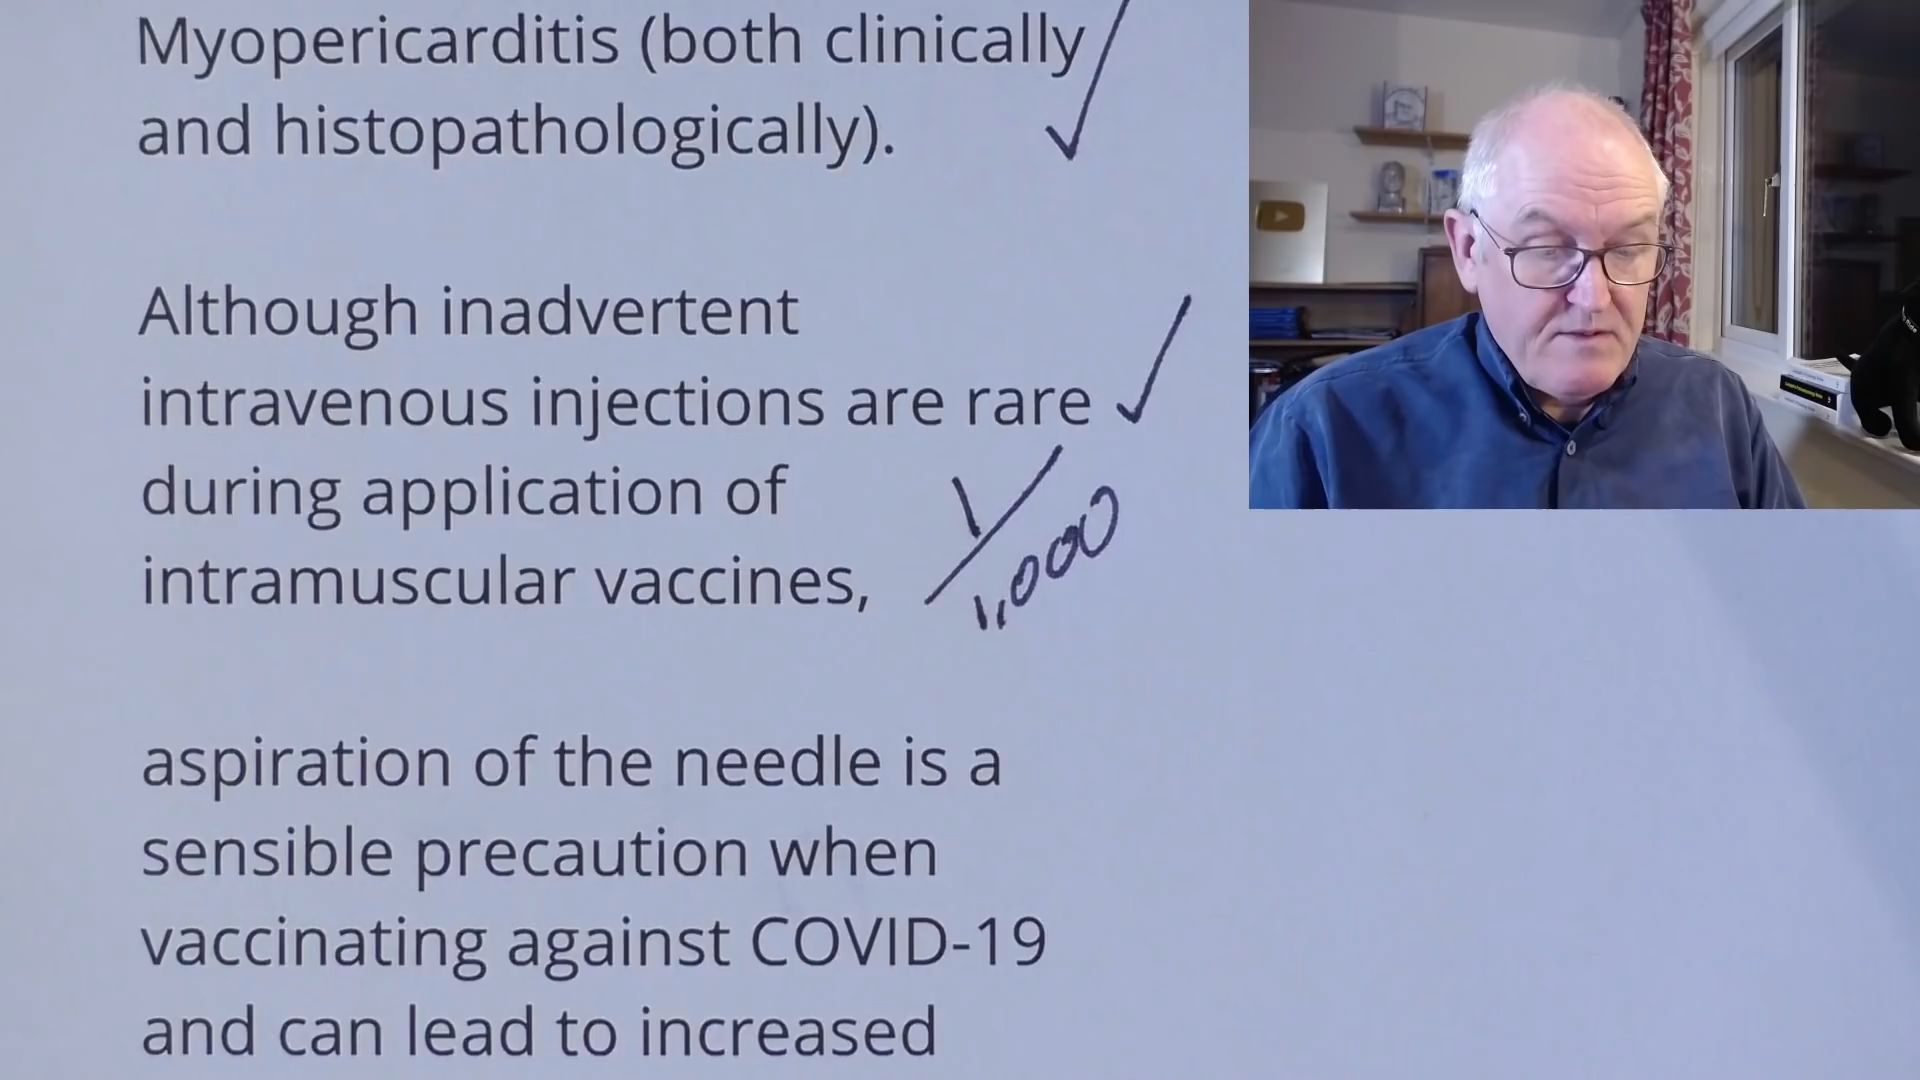 Myopericarditis (both clinically
and histopathologically).
Although inadvertent
intravenous injections are rare
during application of
intramuscular vaccines,
1/1,000
aspiration of the needle is a
sensible precaution when
vaccinating against COVID-19
and can lead to increased